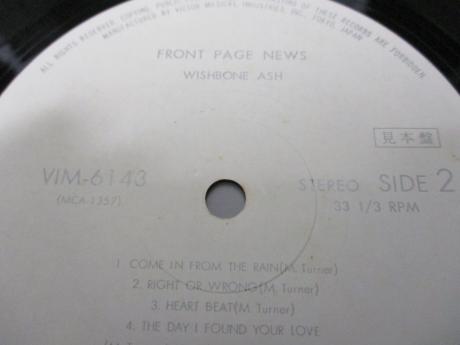 ALL RIGHTS RESERVED. COPYING, PUBLIC
OF THESE RECORDS ARE FORBIDDEN.
MANUFACTURED BY VICTOR MUSICAL INDUSTRIES, INC. TOKYO, JAPAN
FRONT PAGE NEWS
WISHBONE ASH
見本盤
VIM-6143
(MCA-1357)
STEREO SIDE 2
33 1/3 RPM
1. COME IN FROM THE RAIN(M. Turner)
2. RIGHT OR WRONG(M. Turner)
3. HEART BEAT(M. Turner)
4. THE DAY I FOUND YOUR LOVE